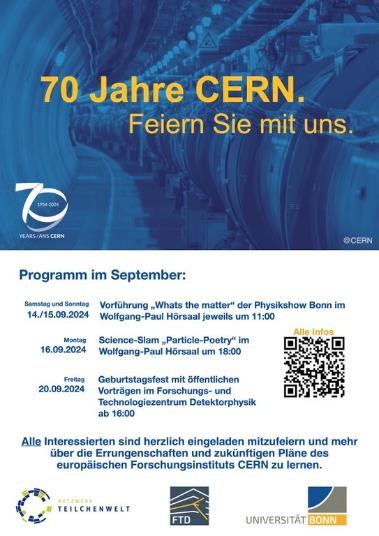 70 Jahre CERN.
Feiern Sie mit uns.
70
1954-2024
YEARS/ANS CERN
@CERN
Programm im September:
Samstag und Sonntag
14./15.09.2024
Vorführung „Whats the matter“ der Physikshow Bonn im
Wolfgang-Paul Hörsaal jeweils um 11:00
Montag
16.09.2024
Science-Slam „Particle-Poetry“ im
Wolfgang-Paul Hörsaal um 18:00
Alle Infos
Freitag
20.09.2024
Geburtstagsfest mit öffentlichen
Vorträgen im Forschungs- und
Technologiezentrum Detektorphysik
ab 16:00
Alle Interessierten sind herzlich eingeladen mitzufeiern und mehr
über die Errungenschaften und zukünftigen Pläne des
europäischen Forschungsinstituts CERN zu lernen.
NETZWERK
TEILCHENWELT
FTD
UNIVERSITÄT BONN